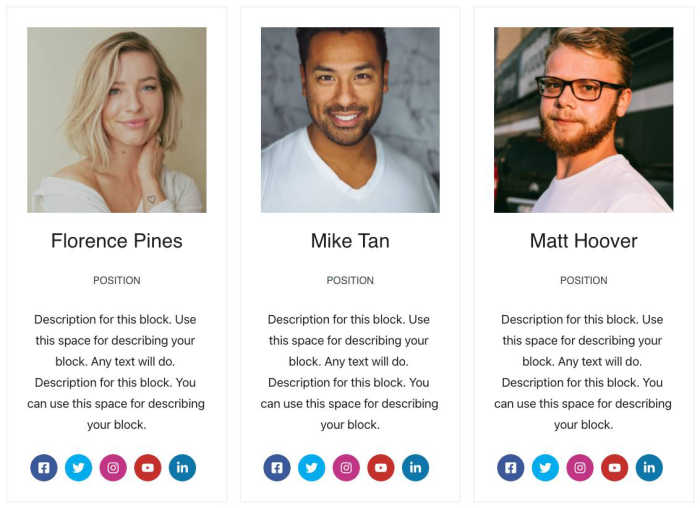 Florence Pines
POSITION
Description for this block. Use
this space for describing your
block. Any text will do.
Description for this block. You
can use this space for describing
your block.
Mike Tan
POSITION
Description for this block. Use
this space for describing your
block. Any text will do.
Description for this block. You
can use this space for describing
your block.
Matt Hoover
POSITION
Description for this block. Use
this space for describing your
block. Any text will do.
Description for this block. You
can use this space for describing
your block.